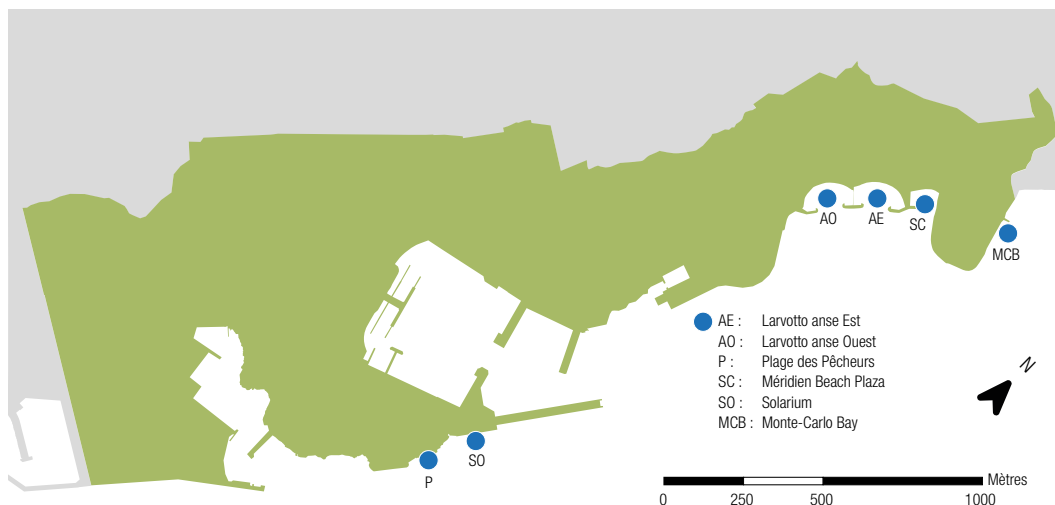 AO
AE
SC
MCB
AE : Larvotto anse Est
AO : Larvotto anse Ouest
P : Plage des Pêcheurs
SC : Méridien Beach Plaza
SO : Solarium
MCB : Monte-Carlo Bay
N
SO
P
Mètres
0 250 500 1000